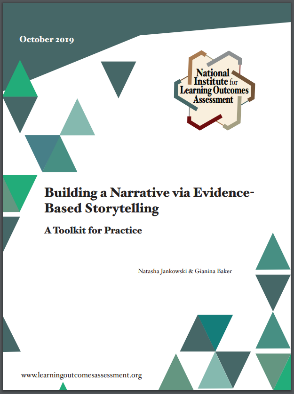 October 2019
National
Institute for
Learning Outcomes
Assessment
Building a Narrative via Evidence-
Based Storytelling
A Toolkit for Practice
Natasha Jankowski & Gianina Baker
www.learningoutcomesassessment.org